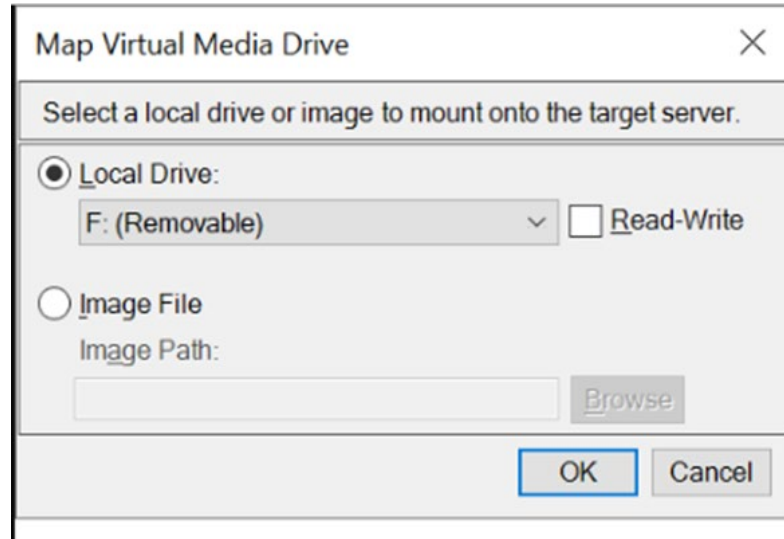 Map Virtual Media Drive
Select a local drive or image to mount onto the target server.
Local Drive:
F: (Removable) Read-Write
Image File
Image Path:
Browse
OK Cancel